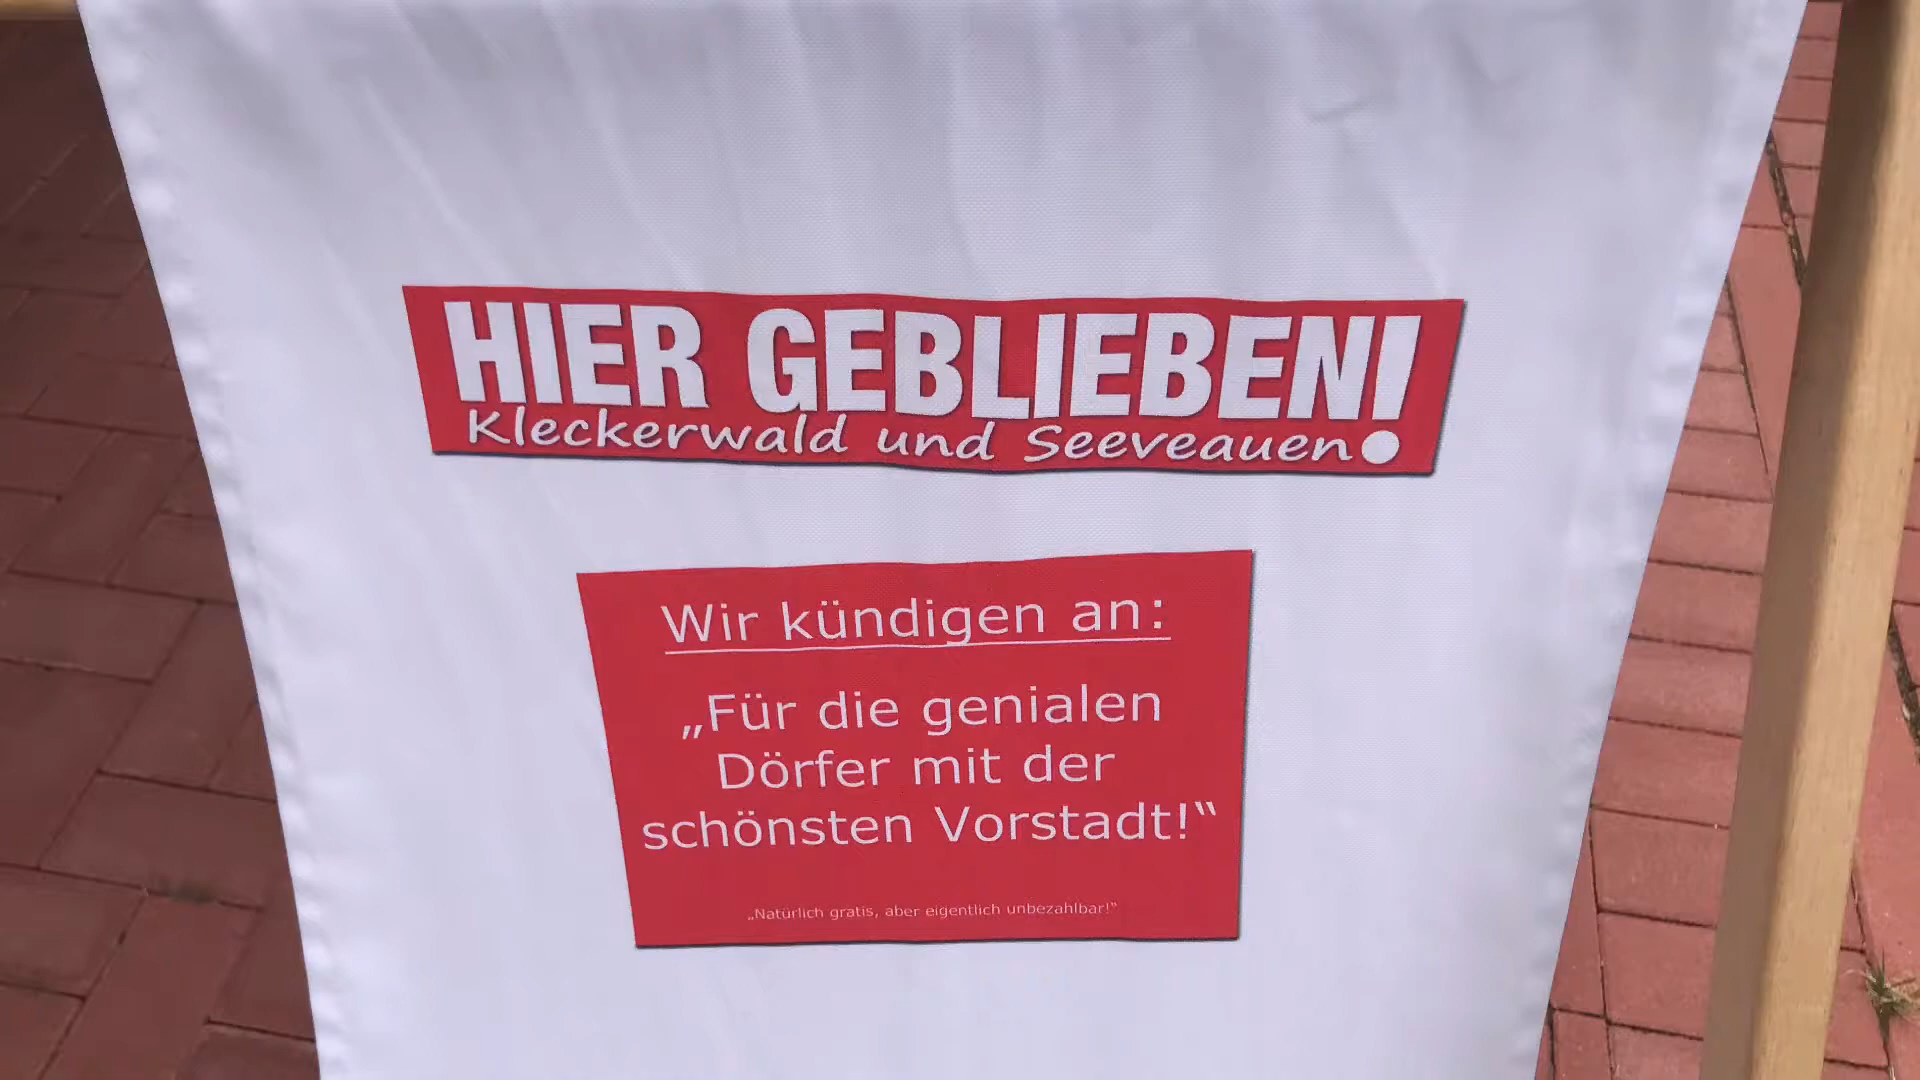 HIER GEBLIEBEN!
Kleckerwald und Seeveauen
Wir kündigen an:
„Für die genialen
Dörfer mit der
schönsten Vorstadt!“
„Natürlich gratis, aber eigentlich unbezahlbar!“